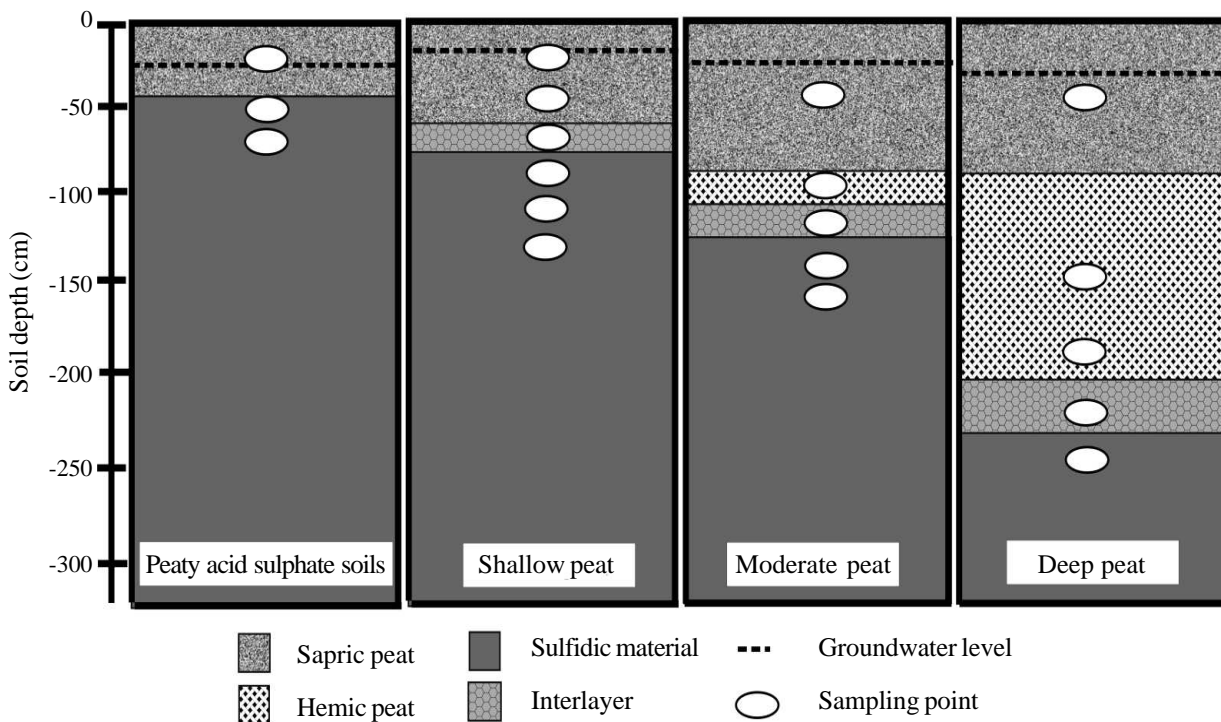 0
-50
-100
-150
-200
-250
-300
Soil depth (cm)
Peaty acid sulphate soils
Shallow peat
Moderate peat
Deep peat
Sapric peat
Sulfidic material
Groundwater level
Hemic peat
Interlayer
Sampling point